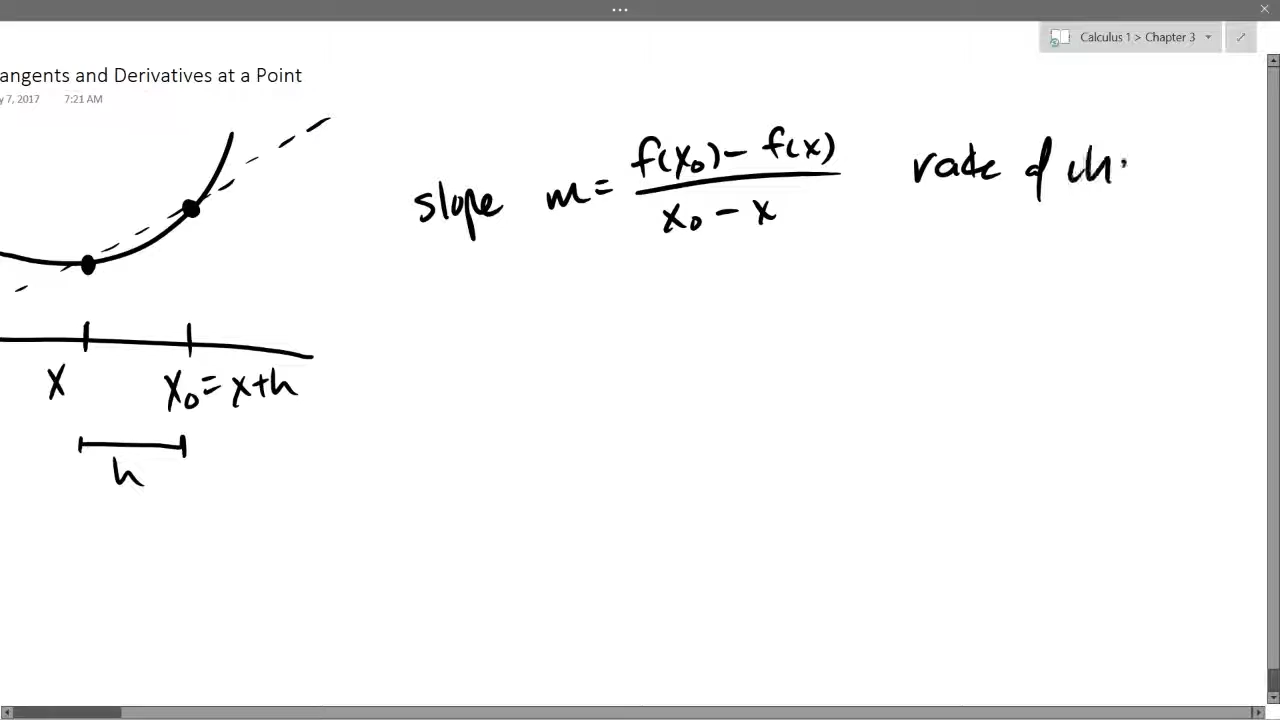 Calculus 1 > Chapter 3
angents and Derivatives at a Point
y 7, 2017 7:21 AM
slope m = f(x₀) - f(x) / x₀ - x rate of ch
x x₀ = x+h
h